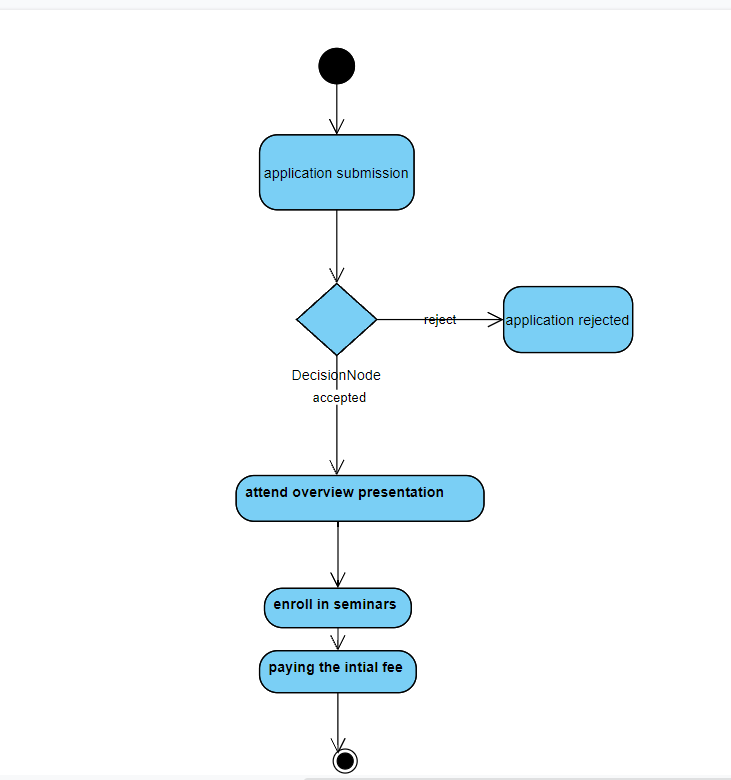 application submission
reject
application rejected
DecisionNode
accepted
attend overview presentation
enroll in seminars
paying the intial fee